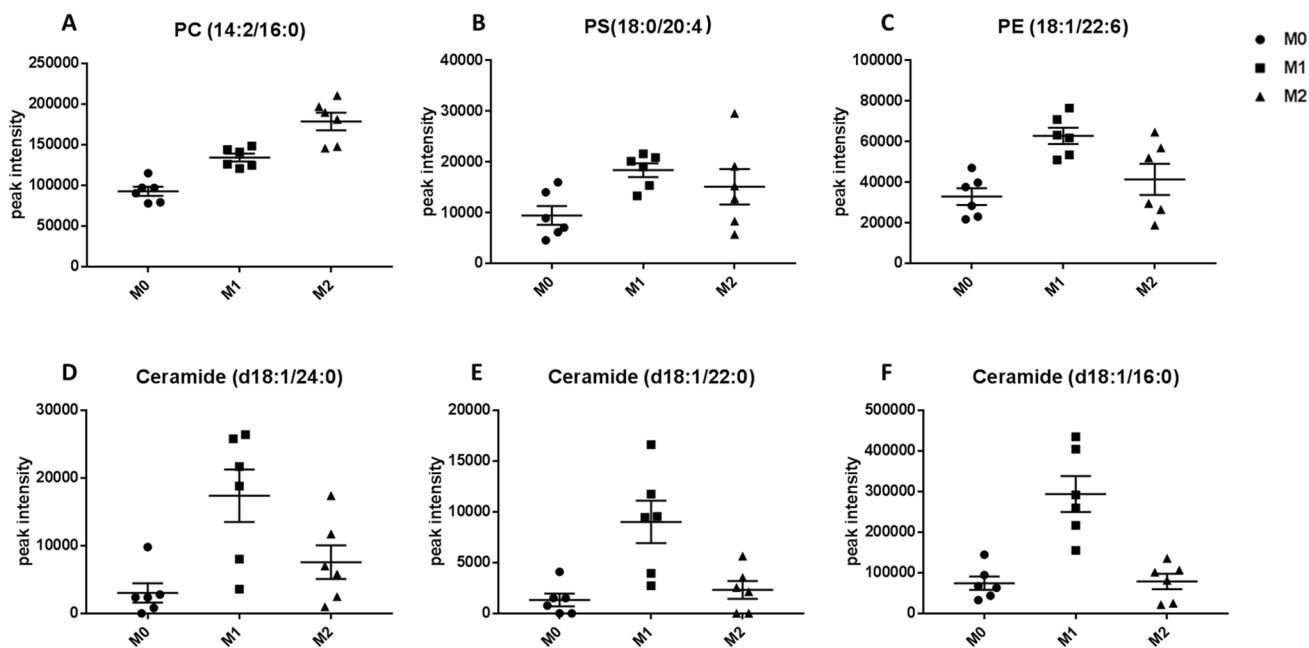 A
PC (14:2/16:0)
peak intensity
250000
200000
150000
100000
50000
0
M0
M1
M2
B
PS(18:0/20:4)
peak intensity
40000
30000
20000
10000
0
M0
M1
M2
C
PE (18:1/22:6)
peak intensity
100000
80000
60000
40000
20000
0
M0
M1
M2
M0
M1
M2
D
Ceramide (d18:1/24:0)
peak intensity
30000
20000
10000
0
M0
M1
M2
E
Ceramide (d18:1/22:0)
peak intensity
20000
15000
10000
5000
0
M0
M1
M2
F
Ceramide (d18:1/16:0)
peak intensity
500000
400000
300000
200000
100000
0
M0
M1
M2